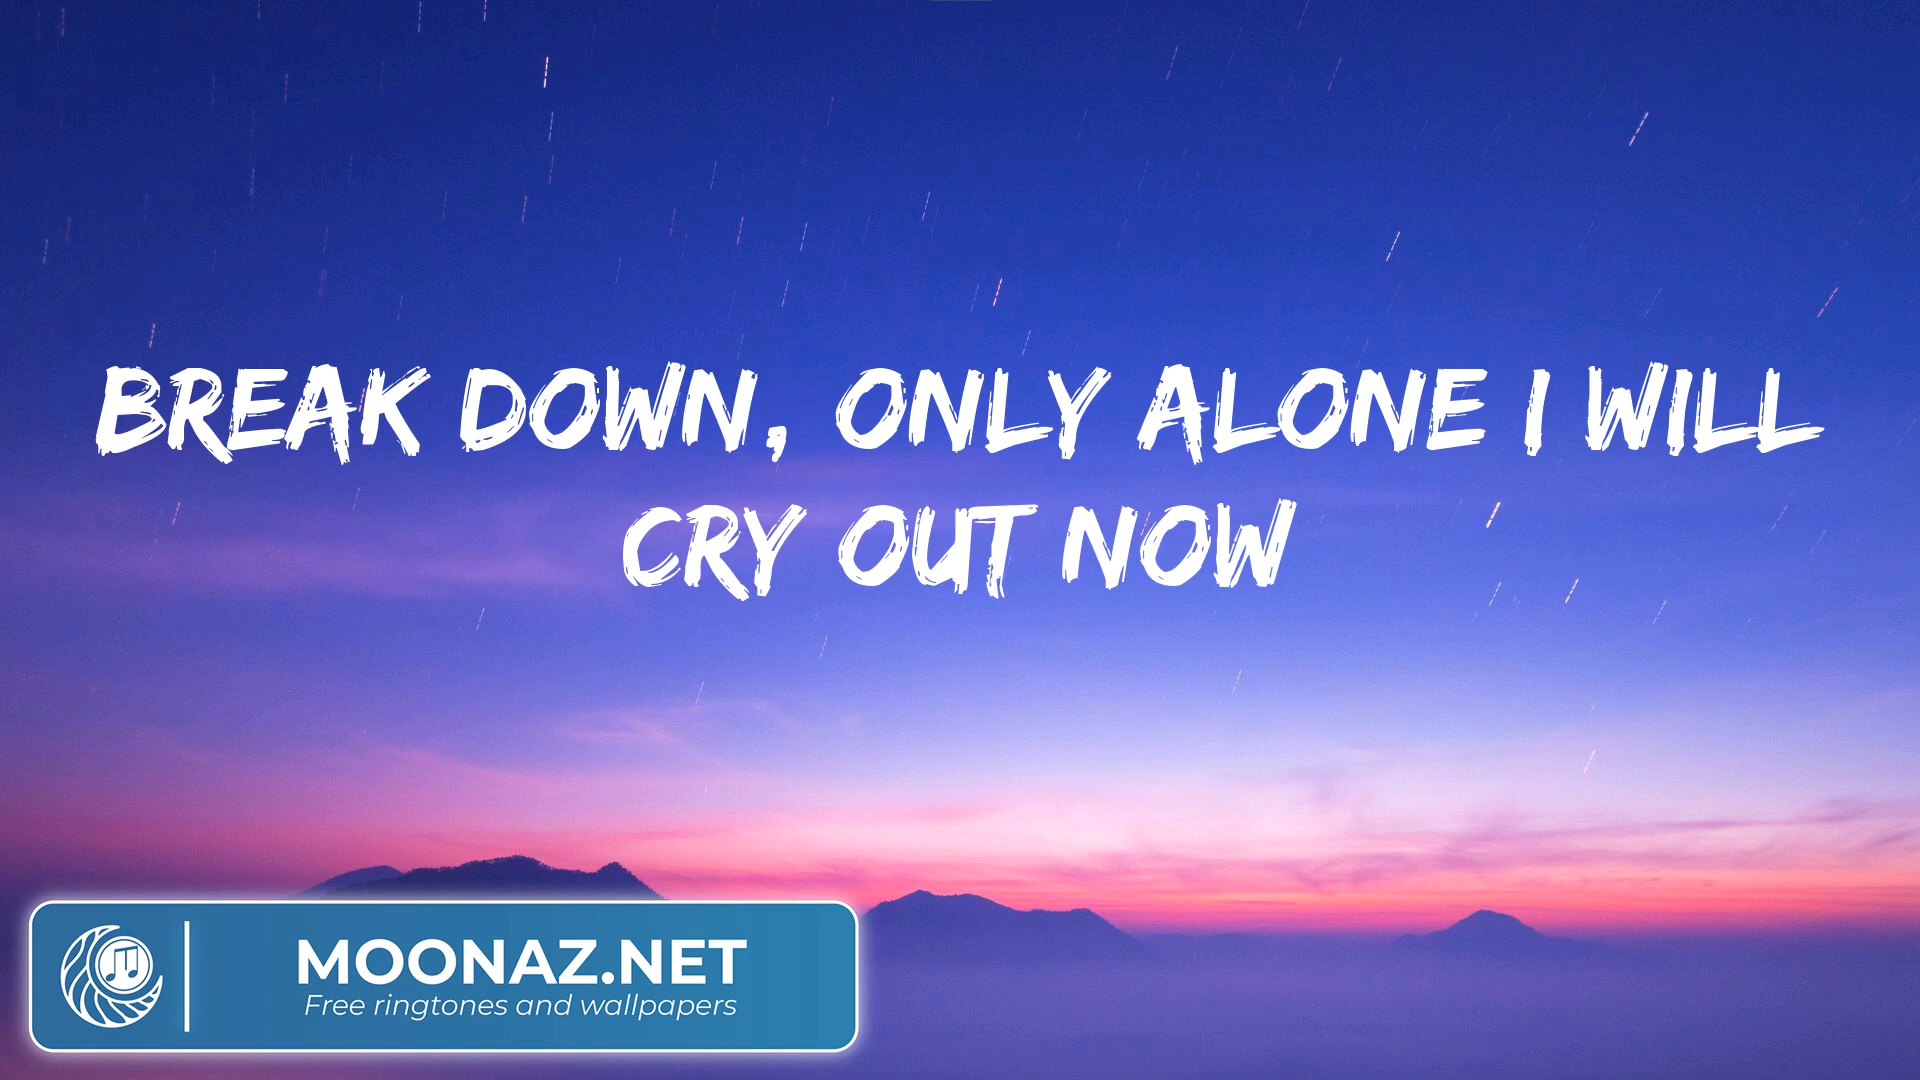 BREAK DOWN, ONLY ALONE I WILL
CRY OUT NOW
MOONAZ.NET
Free ringtones and wallpapers